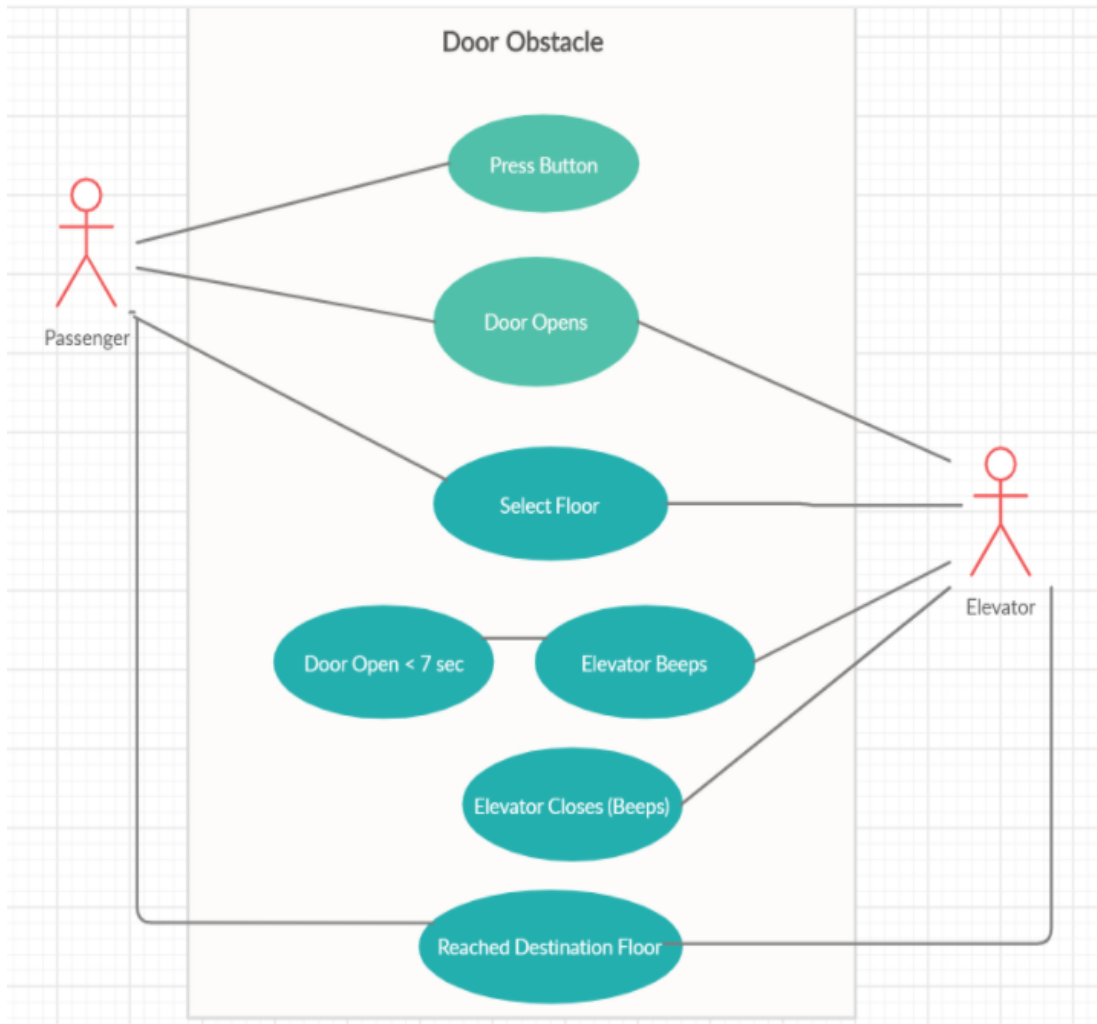 Door Obstacle
Press Button
Door Opens
Passenger
Select Floor
Elevator
Door Open < 7 sec
Elevator Beeps
Elevator Closes (Beeps)
Reached Destination Floor